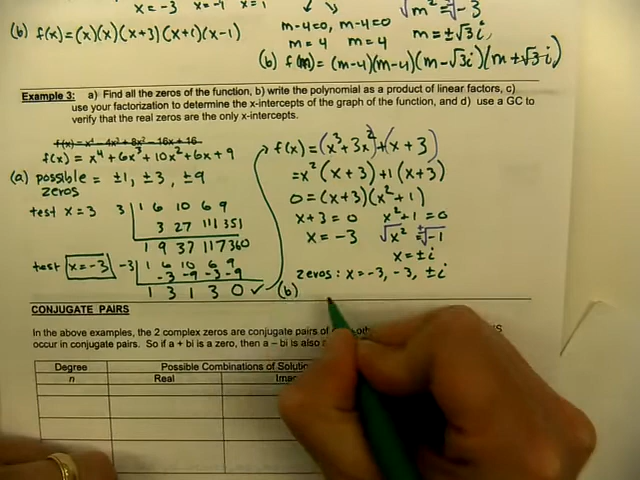 x = -3 x = -4 x = 1
(b) f(x) = (x)(x)(x+3)(x+1)(x-1)
m-4=0, m-4=0
m = 4 m = 4
√m² = √-3
m = ±√3 i,
(b) f(m) = (m-4)(m-4)(m-√3i)(m+√3i)
Example 3: a) Find all the zeros of the function, b) write the polynomial as a product of linear factors, c)
use your factorization to determine the x-intercepts of the graph of the function, and d) use a GC to
verify that the real zeros are the only x-intercepts.
f(x) = x⁴ - 4x³ + 8x² - 16x + 16
f(x) = x⁴ + 6x³ + 10x² + 6x + 9
(a) possible = ±1, ±3, ±9
zeros
test x = 3 3 | 1 6 10 6 9
3 27 111 351
1 9 37 117 360
test x = -3 -3 | 1 6 10 6 9
-3 -9 -3 -9
1 3 1 3 0 ✓
f(x) = (x³ + 3x²) + (x + 3)
= x² (x + 3) + 1 (x + 3)
0 = (x + 3)(x² + 1)
x + 3 = 0 x² + 1 = 0
x = -3 √x² = ±√-1
x = ± i
zeros: x = -3, -3, ± i
(b)
CONJUGATE PAIRS
In the above examples, the 2 complex zeros are conjugate pairs of
occur in conjugate pairs. So if a + bi is a zero, then a – bi is also
Degree Possible Combinations of
n Real